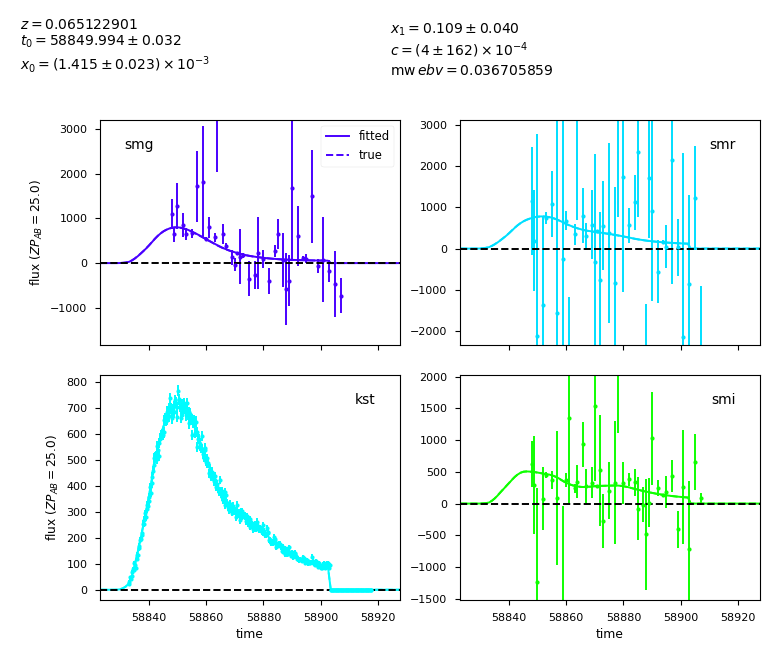 z = 0.065122901
t₀ = 58849.994 ± 0.032
x₀ = (1.415 ± 0.023) × 10⁻³
x₁ = 0.109 ± 0.040
c = (4 ± 162) × 10⁻⁴
mw ebv = 0.036705859
smg
fitted
true
3000
2000
1000
0
−1000
flux (ZP_AB = 25.0)
smr
3000
2000
1000
0
−1000
−2000
kst
800
700
600
500
400
300
200
100
0
flux (ZP_AB = 25.0)
58840 58860 58880 58900 58920
time
smi
2000
1500
1000
500
0
−500
−1000
−1500
58840 58860 58880 58900 58920
time